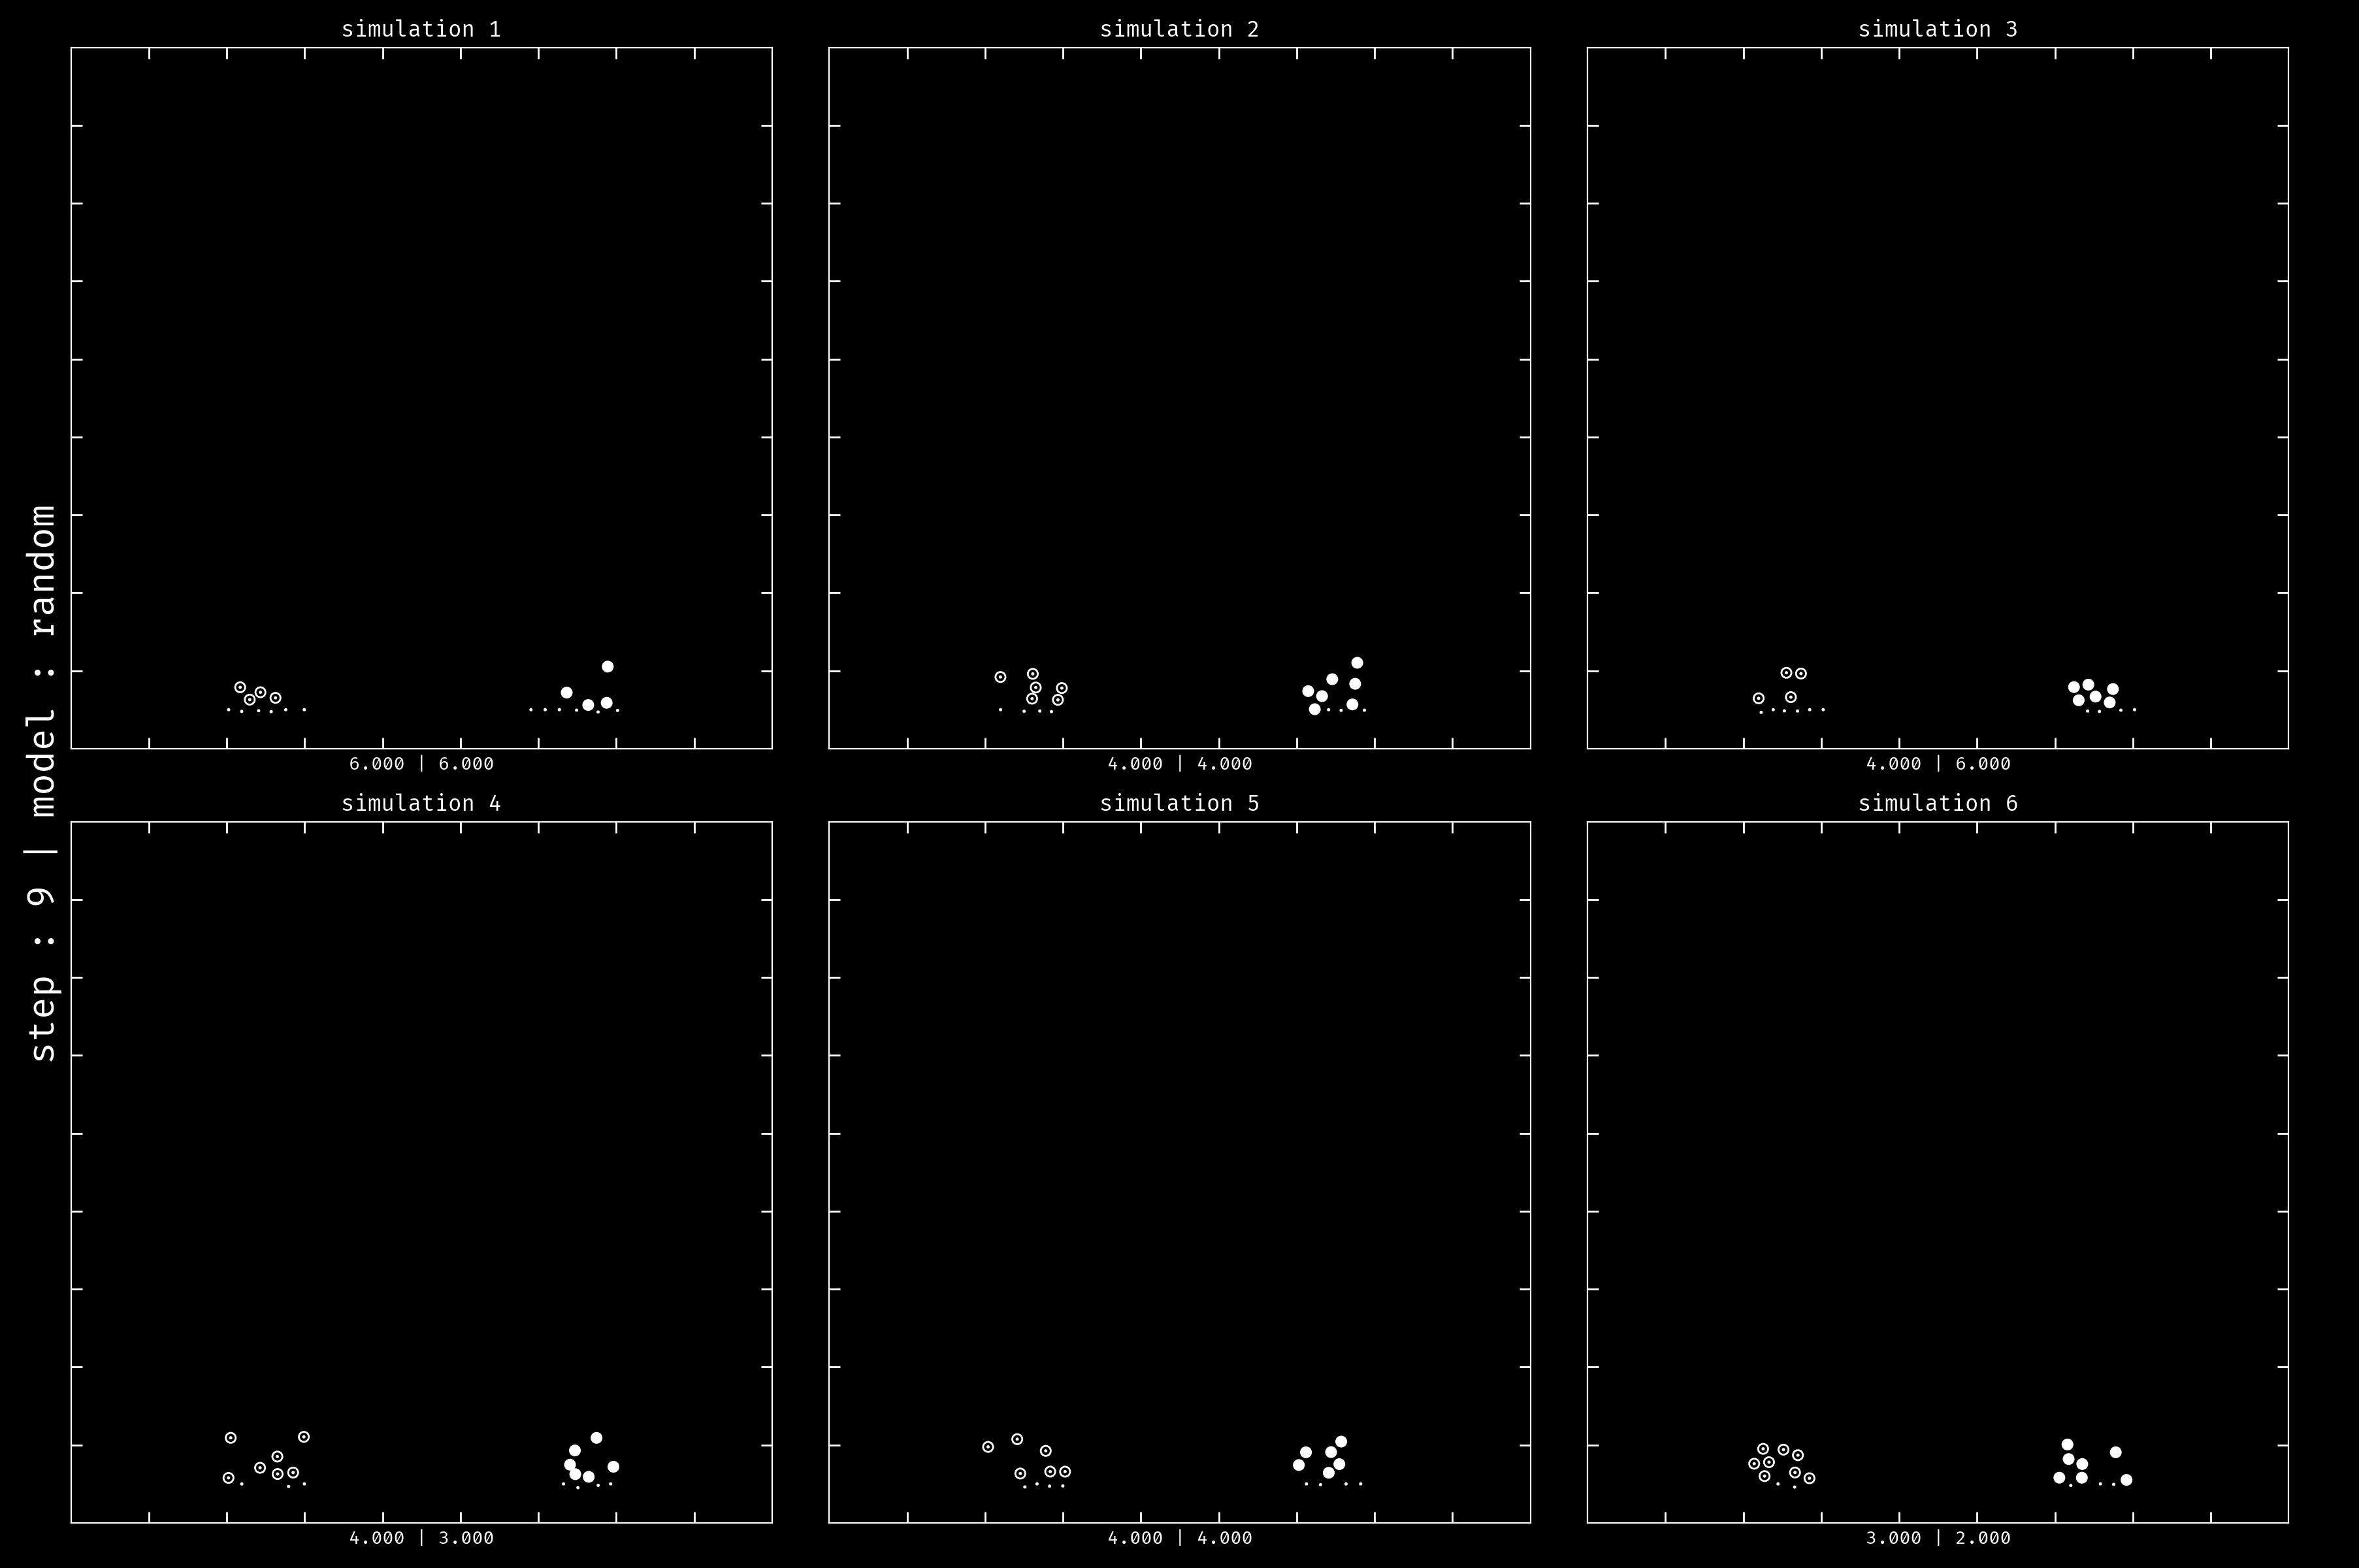 step : 9 | model : random
simulation 1
simulation 2
simulation 3
6.000 | 6.000
4.000 | 4.000
4.000 | 6.000
simulation 4
simulation 5
simulation 6
4.000 | 3.000
4.000 | 4.000
3.000 | 2.000